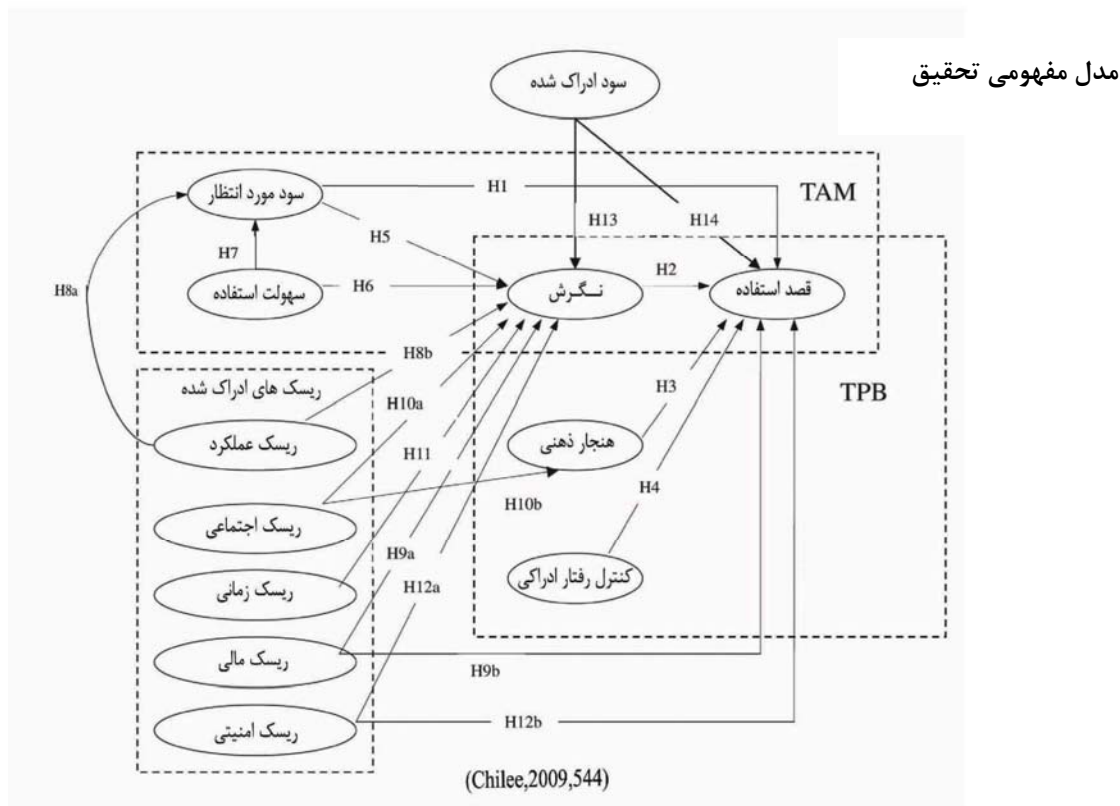 مدل مفهومی تحقیق
سود ادراک شده
TAM
سود مورد انتظار
H1
H13
H14
H5
H7
H2
H8a
سهولت استفاده
H6
نـگـرش
قصد استفاده
H8b
ریسک های ادراک شده
H3
TPB
H10a
ریسک عملکرد
هنجار ذهنی
H11
H4
H10b
ریسک اجتماعی
H9a
کنترل رفتار ادراکی
H12a
ریسک زمانی
ریسک مالی
H9b
ریسک امنیتی
H12b
(Chilee,2009,544)